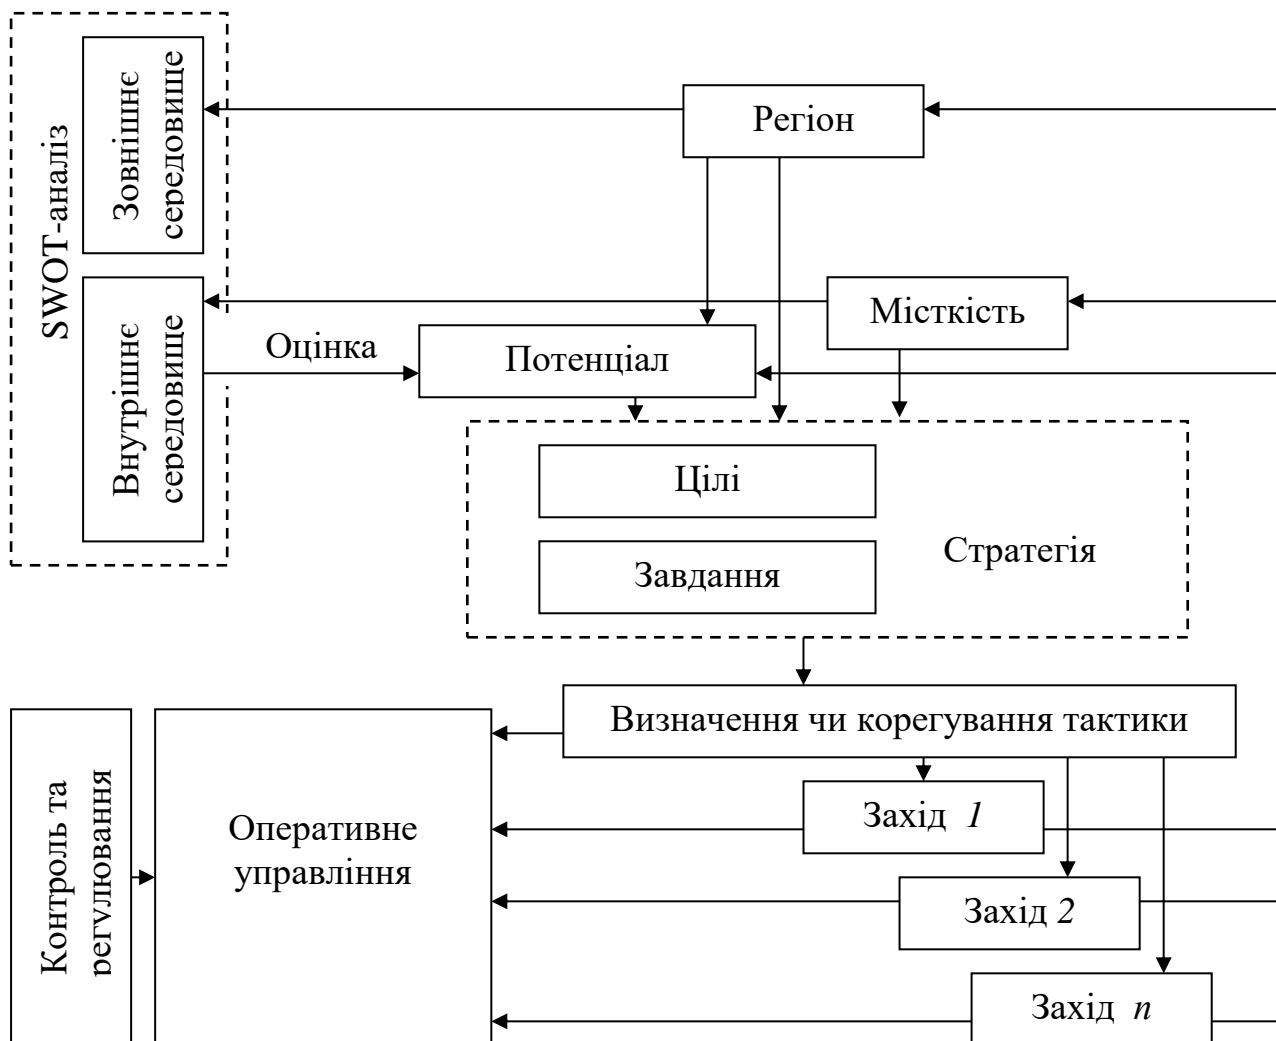 SWOT-аналіз
Зовнішнє
середовище
Регіон
Внутрішнє
середовище
Місткість
Оцінка
Потенціал
Цілі
Завдання
Стратегія
Визначення чи корегування тактики
Контроль та
регулювання
Оперативне
управління
Захід 1
Захід 2
Захід n